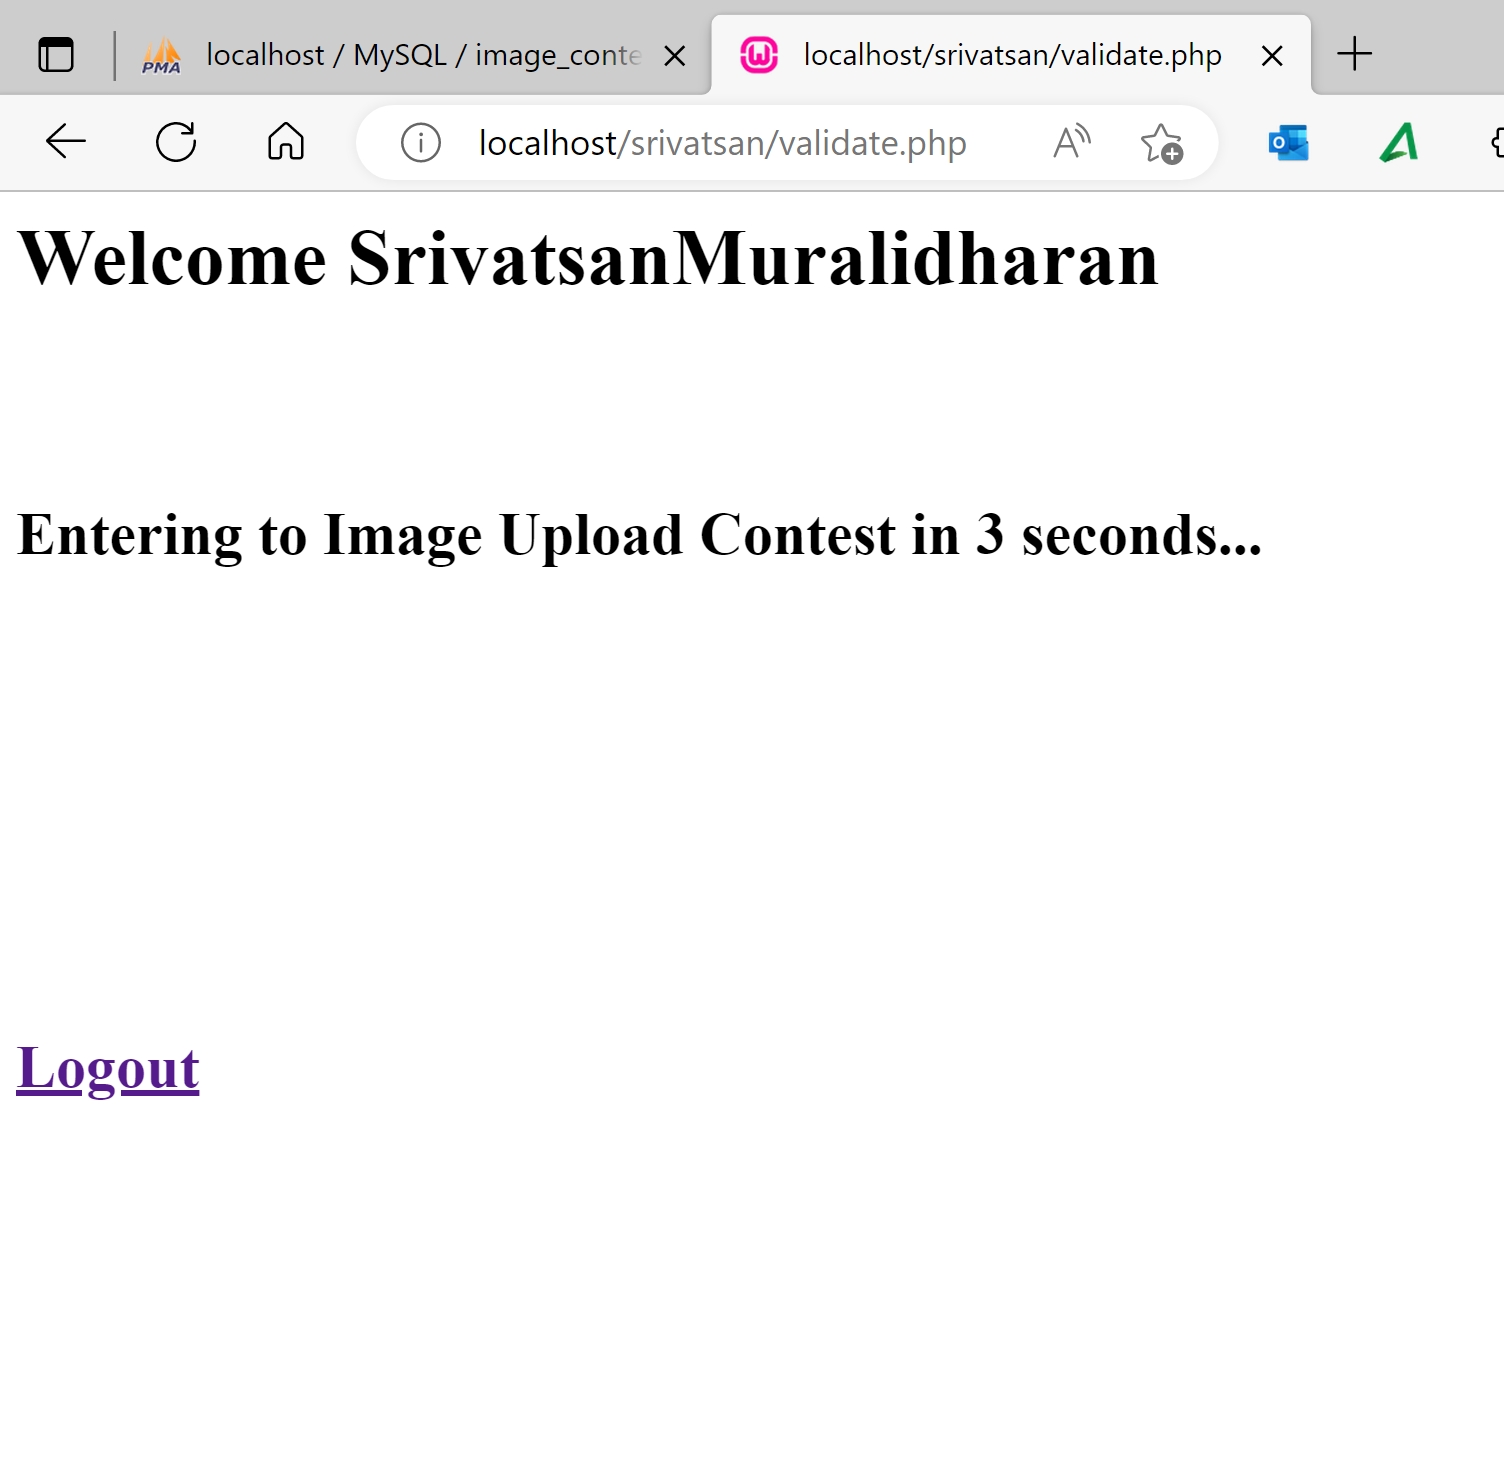 PMA localhost / MySQL / image_conte
localhost/srivatsan/validate.php
localhost/srivatsan/validate.php
Welcome SrivatsanMuralidharan
Entering to Image Upload Contest in 3 seconds...
Logout